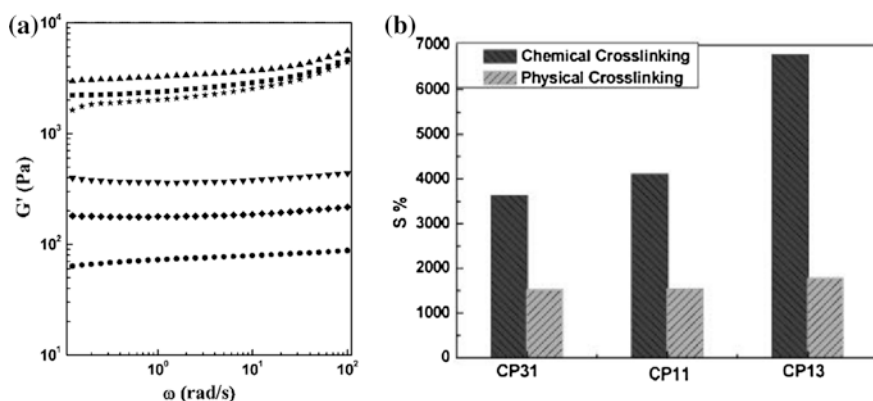 (a)
10^4
10^3
10^2
10^1
G' (Pa)
10^0
10^1
10^2
ω (rad/s)
(b)
7000
6000
5000
4000
3000
2000
1000
0
S %
Chemical Crosslinking
Physical Crosslinking
CP31
CP11
CP13